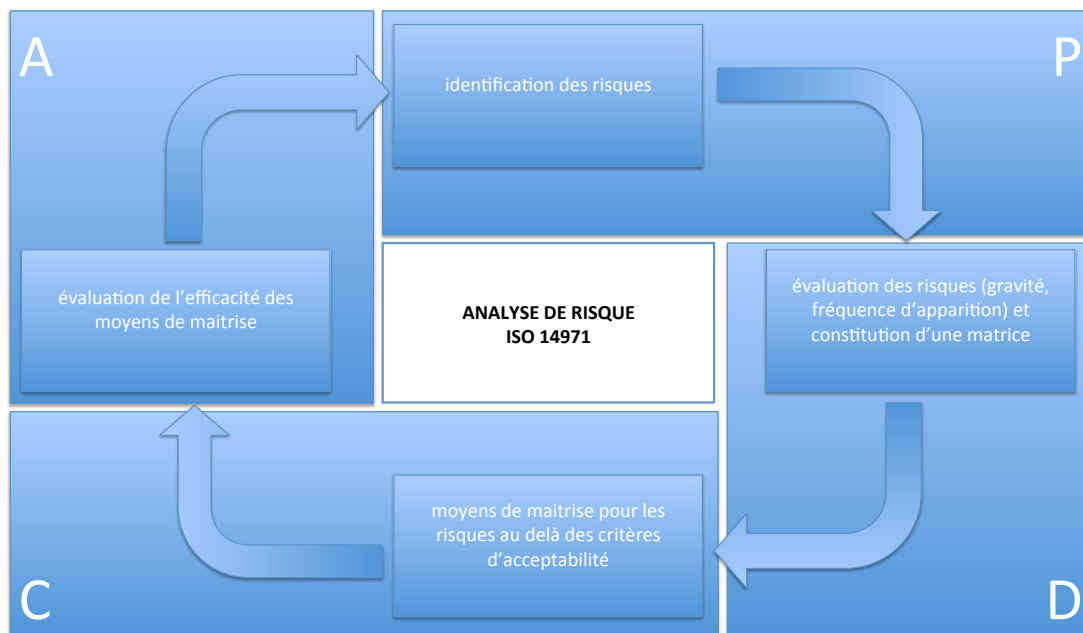 A
P
identification des risques
évaluation de l’efficacité des
moyens de maitrise
ANALYSE DE RISQUE
ISO 14971
évaluation des risques (gravité,
fréquence d’apparition) et
constitution d’une matrice
moyens de maitrise pour les
risques au delà des critères
d’acceptabilité
C
D